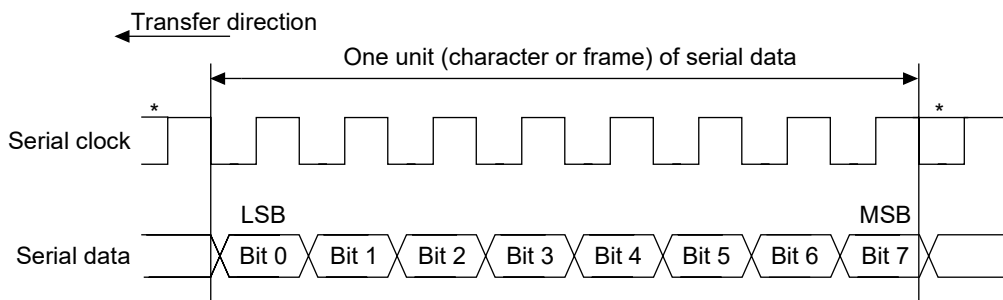 Transfer direction
One unit (character or frame) of serial data
* *
Serial clock
LSB MSB
Serial data Bit 0 Bit 1 Bit 2 Bit 3 Bit 4 Bit 5 Bit 6 Bit 7